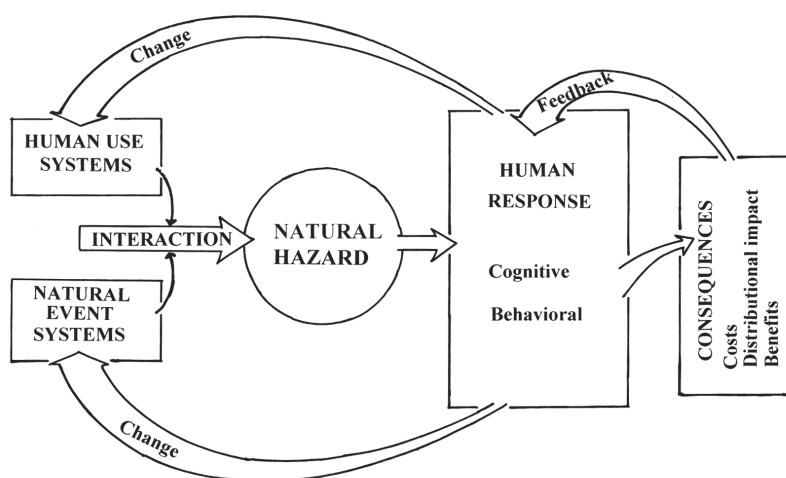 Change
Feedback
HUMAN USE
SYSTEMS
INTERACTION
NATURAL
EVENT
SYSTEMS
NATURAL
HAZARD
HUMAN
RESPONSE
Cognitive
Behavioral
CONSEQUENCES
Costs
Distributional impact
Benefits
Change